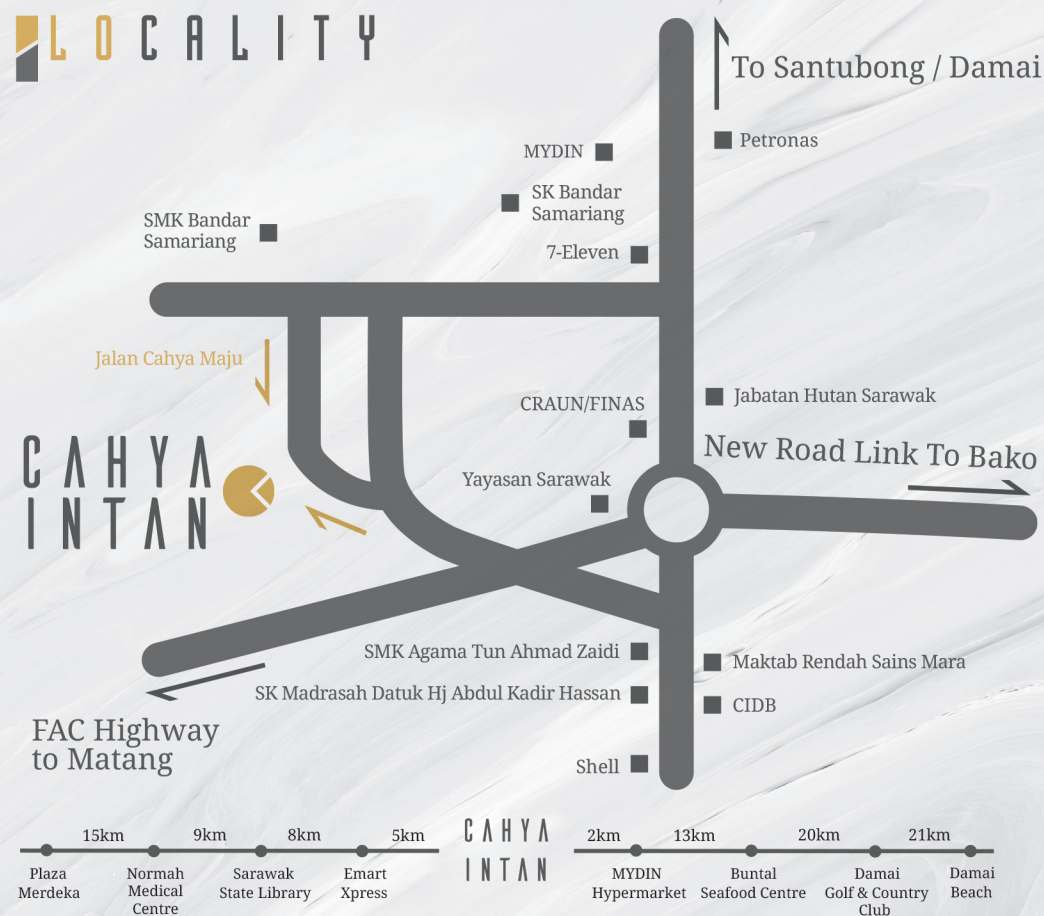 LOCALITY
To Santubong / Damai
Petronas
MYDIN
SK Bandar
Samariang
SMK Bandar
Samariang
7-Eleven
Jalan Cahya Maju
CRAUN/FINAS
Jabatan Hutan Sarawak
New Road Link To Bako
CAHYA
INTAN
Yayasan Sarawak
SMK Agama Tun Ahmad Zaidi
Maktab Rendah Sains Mara
SK Madrasah Datuk Hj Abdul Kadir Hassan
CIDB
FAC Highway
to Matang
Shell
15km
9km
8km
5km
CAHYA
INTAN
2km
13km
20km
21km
Plaza
Merdeka
Normah
Medical
Centre
Sarawak
State Library
Emart
Xpress
MYDIN
Hypermarket
Buntal
Seafood Centre
Damai
Golf & Country
Club
Damai
Beach